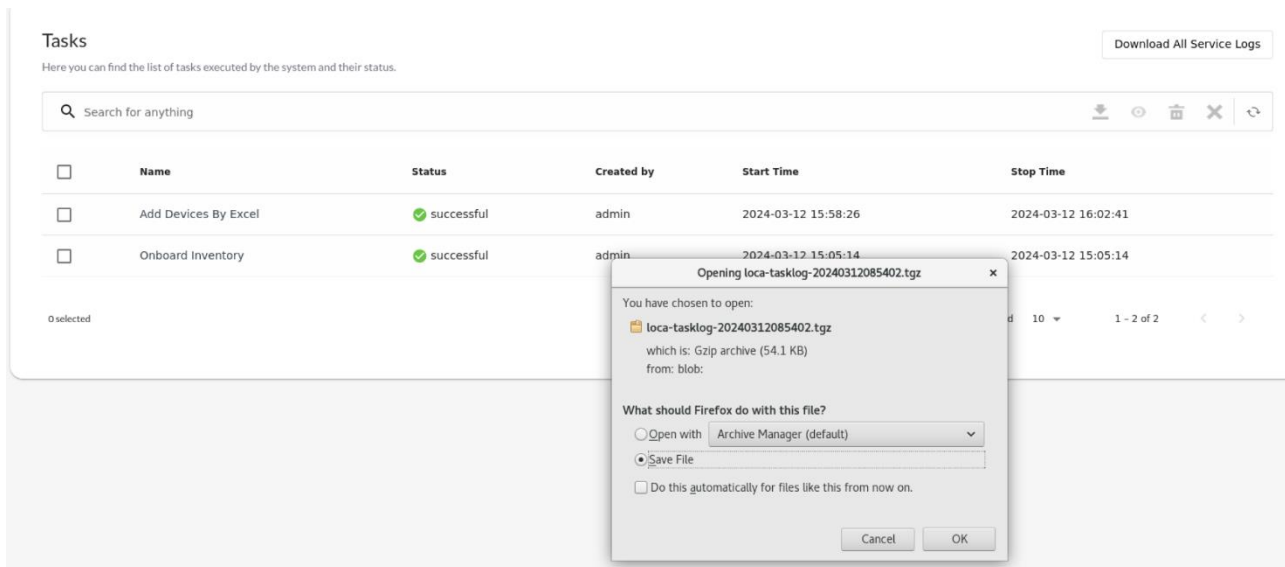 Tasks
Download All Service Logs
Here you can find the list of tasks executed by the system and their status.
Search for anything
Name Status Created by Start Time Stop Time
Add Devices By Excel successful admin 2024-03-12 15:58:26 2024-03-12 16:02:41
Onboard Inventory successful admin 2024-03-12 15:05:14 2024-03-12 15:05:14
0 selected
10 1 – 2 of 2
Opening loca-tasklog-20240312085402.tgz
You have chosen to open:
loca-tasklog-20240312085402.tgz
which is: Gzip archive (54.1 KB)
from: blob:
What should Firefox do with this file?
Open with Archive Manager (default)
Save File
Do this automatically for files like this from now on.
Cancel OK